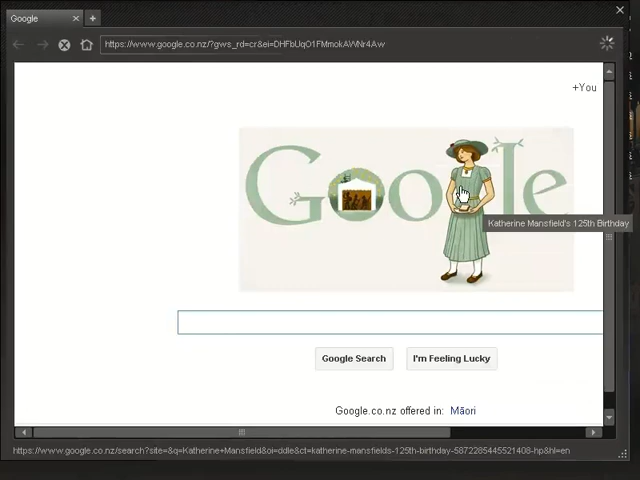 Google
https://www.google.co.nz/?gws_rd=cr&ei=DHFbUqO1FMmokAWNr4Aw
+You
Google
Katherine Mansfield's 125th Birthday
Google Search
I'm Feeling Lucky
Google.co.nz offered in: Māori
https://www.google.co.nz/search?site=&q=Katherine+Mansfield&oi=ddle&ct=katherine-mansfields-125th-birthday-5872285445521408-hp&hl=en